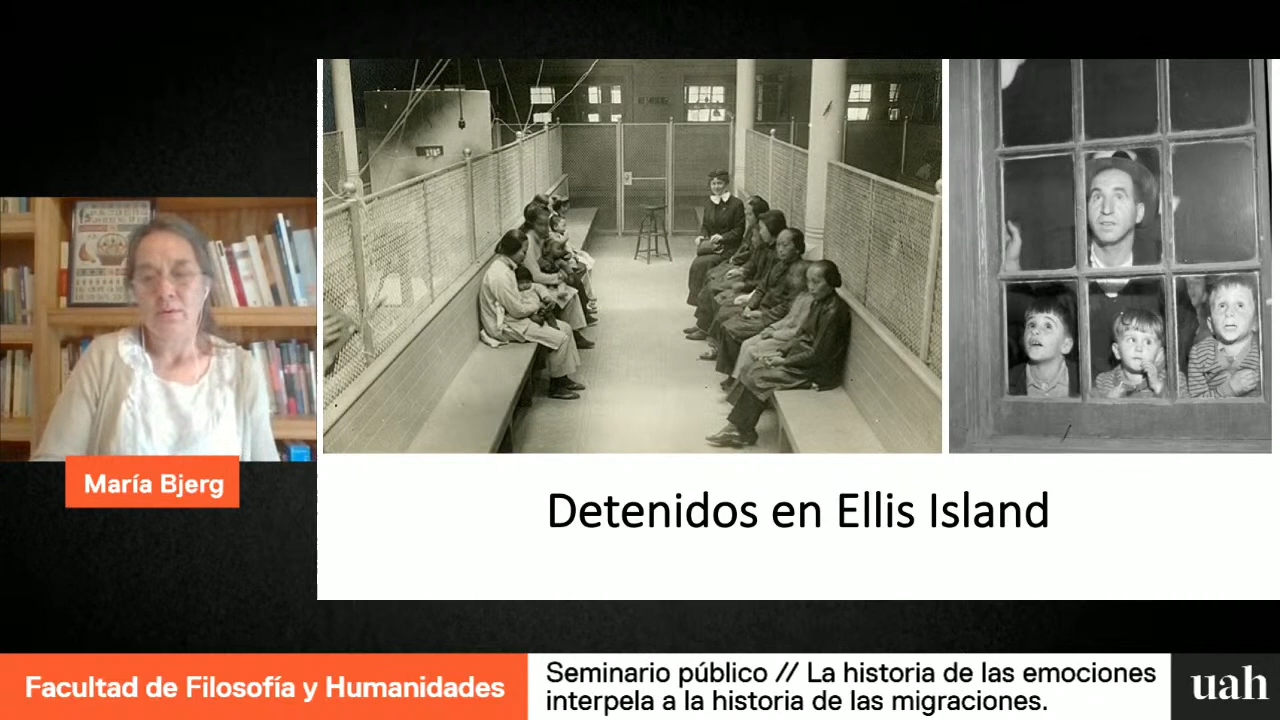 Detenidos en Ellis Island
María Bjerg
Facultad de Filosofía y Humanidades
Seminario público // La historia de las emociones
interpela a la historia de las migraciones.
uah